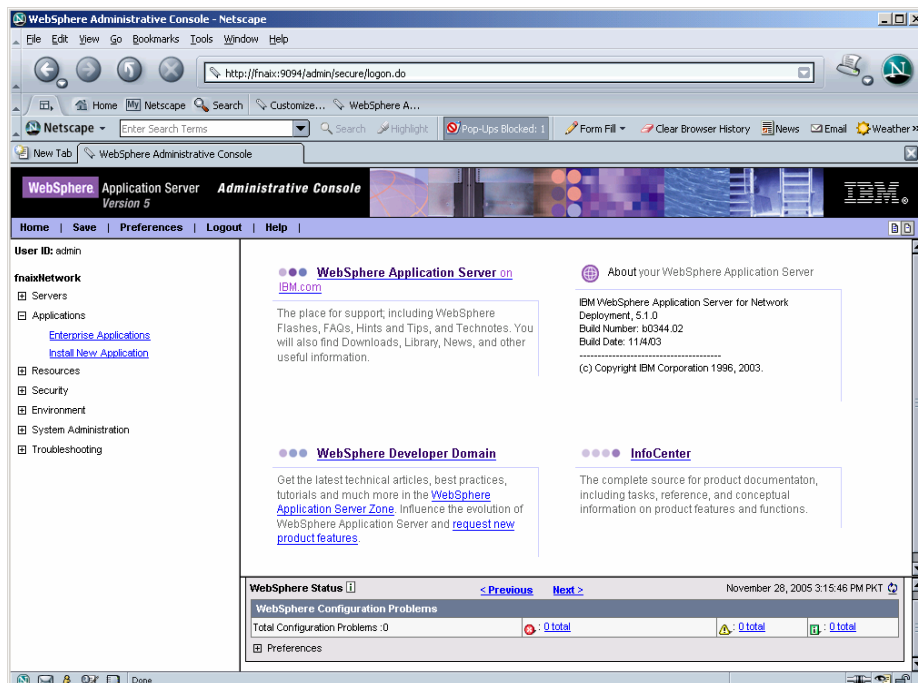 WebSphere Administrative Console - Netscape
File Edit View Go Bookmarks Tools Window Help
http://fnaix:9094/admin/secure/logon.do
Home My Netscape Search Customize... WebSphere A...
Netscape Enter Search Terms Search Highlight Pop-Ups Blocked: 1 Form Fill Clear Browser History News Email Weather
New Tab WebSphere Administrative Console
WebSphere Application Server Administrative Console
Version 5
IBM
Home | Save | Preferences | Logout | Help |
User ID: admin
fnaixNetwork
Servers
Applications
Enterprise Applications
Install New Application
Resources
Security
Environment
System Administration
Troubleshooting
WebSphere Application Server on
IBM.com
The place for support; including WebSphere
Flashes, FAQs, Hints and Tips, and Technotes. You
will also find Downloads, Library, News, and other
useful information.
About your WebSphere Application Server
IBM WebSphere Application Server for Network
Deployment, 5.1.0
Build Number: b0344.02
Build Date: 11/4/03
----------------------------------------
(c) Copyright IBM Corporation 1996, 2003.
WebSphere Developer Domain
Get the latest technical articles, best practices,
tutorials and much more in the WebSphere
Application Server Zone. Influence the evolution of
WebSphere Application Server and request new
product features.
InfoCenter
The complete source for product documentaton,
including tasks, reference, and conceptual
information on product features and functions.
WebSphere Status < Previous Next > November 28, 2005 3:15:46 PM PKT
WebSphere Configuration Problems
Total Configuration Problems :0 : 0 total : 0 total : 0 total
Preferences
Done